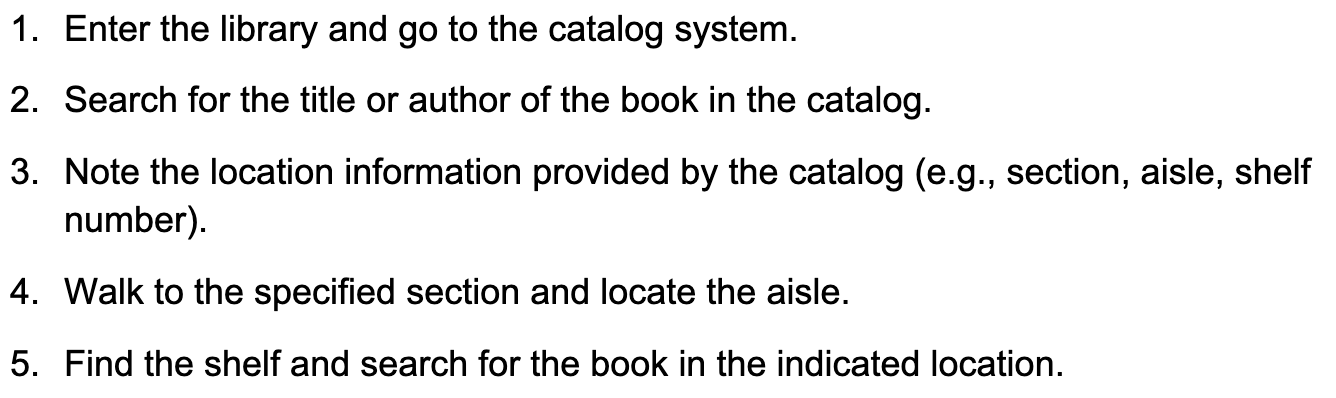 1. Enter the library and go to the catalog system.
2. Search for the title or author of the book in the catalog.
3. Note the location information provided by the catalog (e.g., section, aisle, shelf
number).
4. Walk to the specified section and locate the aisle.
5. Find the shelf and search for the book in the indicated location.